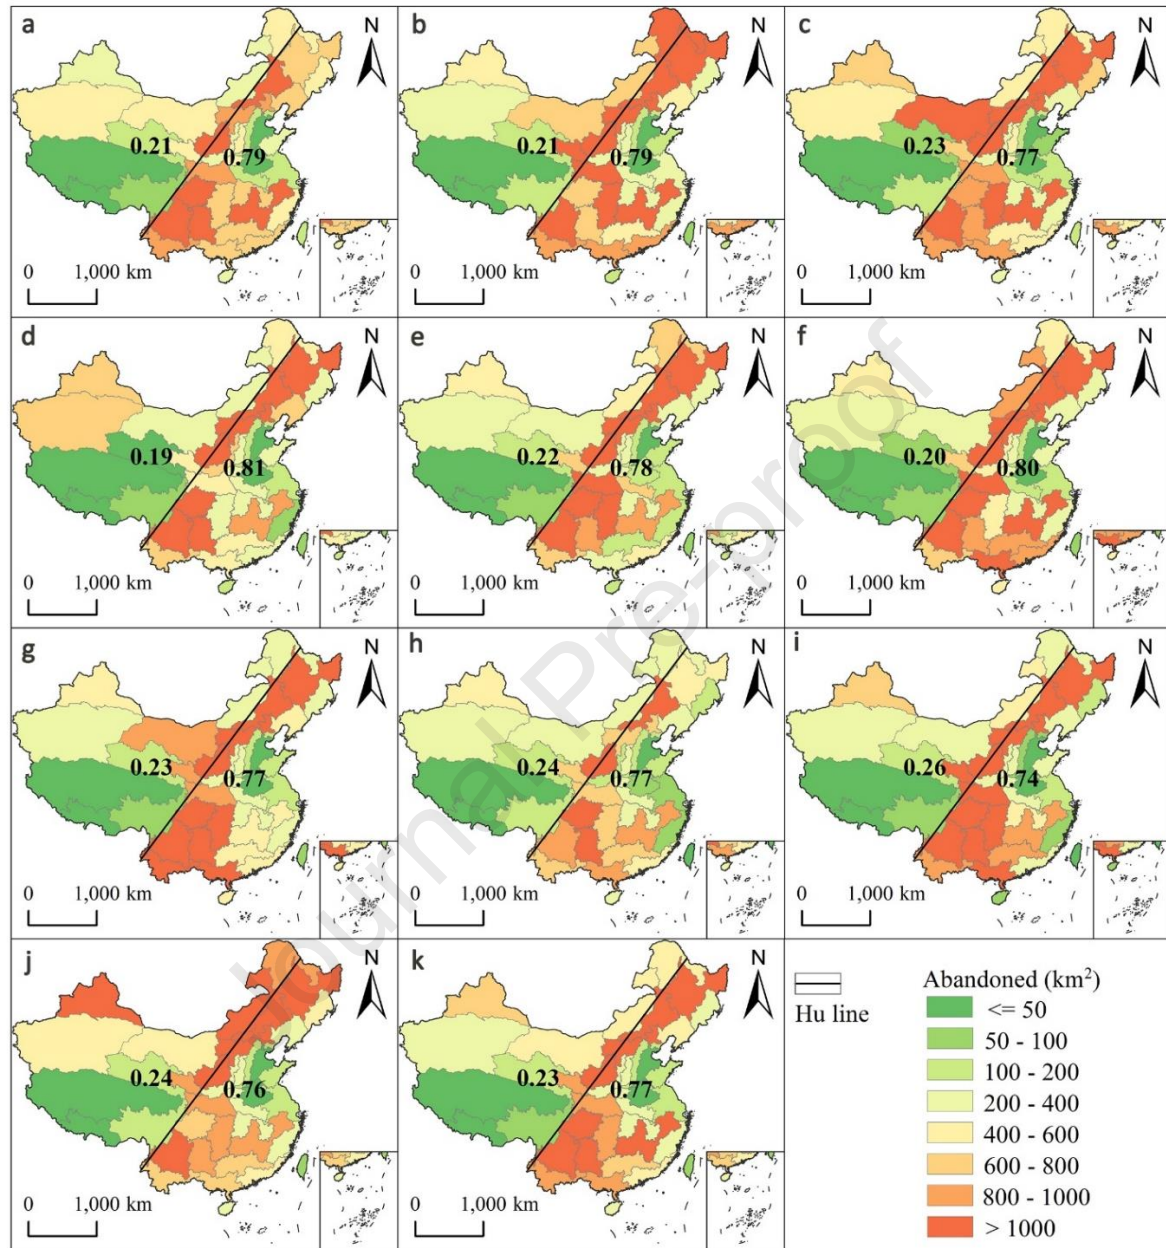 a
N
0.21
0.79
0 1,000 km
b
N
0.21
0.79
0 1,000 km
c
N
0.23
0.77
0 1,000 km
d
N
0.19
0.81
0 1,000 km
e
N
0.22
0.78
0 1,000 km
f
N
0.20
0.80
0 1,000 km
g
N
0.23
0.77
0 1,000 km
h
N
0.24
0.77
0 1,000 km
i
N
0.26
0.74
0 1,000 km
j
N
0.24
0.76
0 1,000 km
k
N
0.23
0.77
0 1,000 km
Hu line
Abandoned (km²)
<= 50
50 - 100
100 - 200
200 - 400
400 - 600
600 - 800
800 - 1000
> 1000
Journal Pre-proof